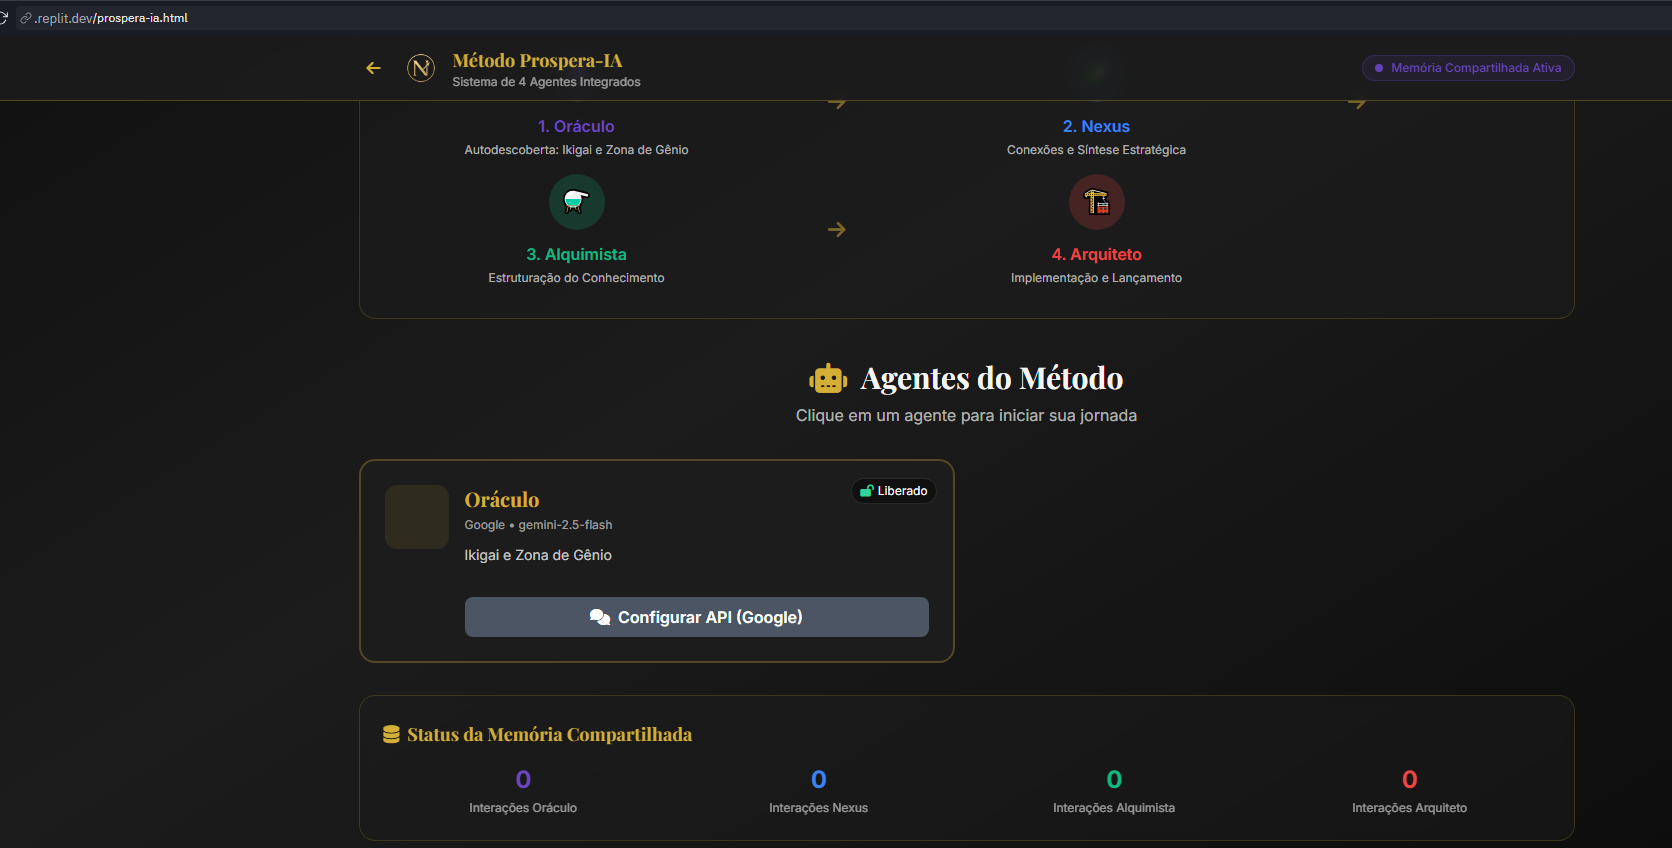 .replit.dev/prospera-ia.html
Método Prospera-IA
Sistema de 4 Agentes Integrados
Memória Compartilhada Ativa
1. Oráculo
Autodescoberta: Ikigai e Zona de Gênio
2. Nexus
Conexões e Síntese Estratégica
3. Alquimista
Estruturação do Conhecimento
4. Arquiteto
Implementação e Lançamento
Agentes do Método
Clique em um agente para iniciar sua jornada
Oráculo
Liberado
Google • gemini-2.5-flash
Ikigai e Zona de Gênio
Configurar API (Google)
Status da Memória Compartilhada
0
Interações Oráculo
0
Interações Nexus
0
Interações Alquimista
0
Interações Arquiteto